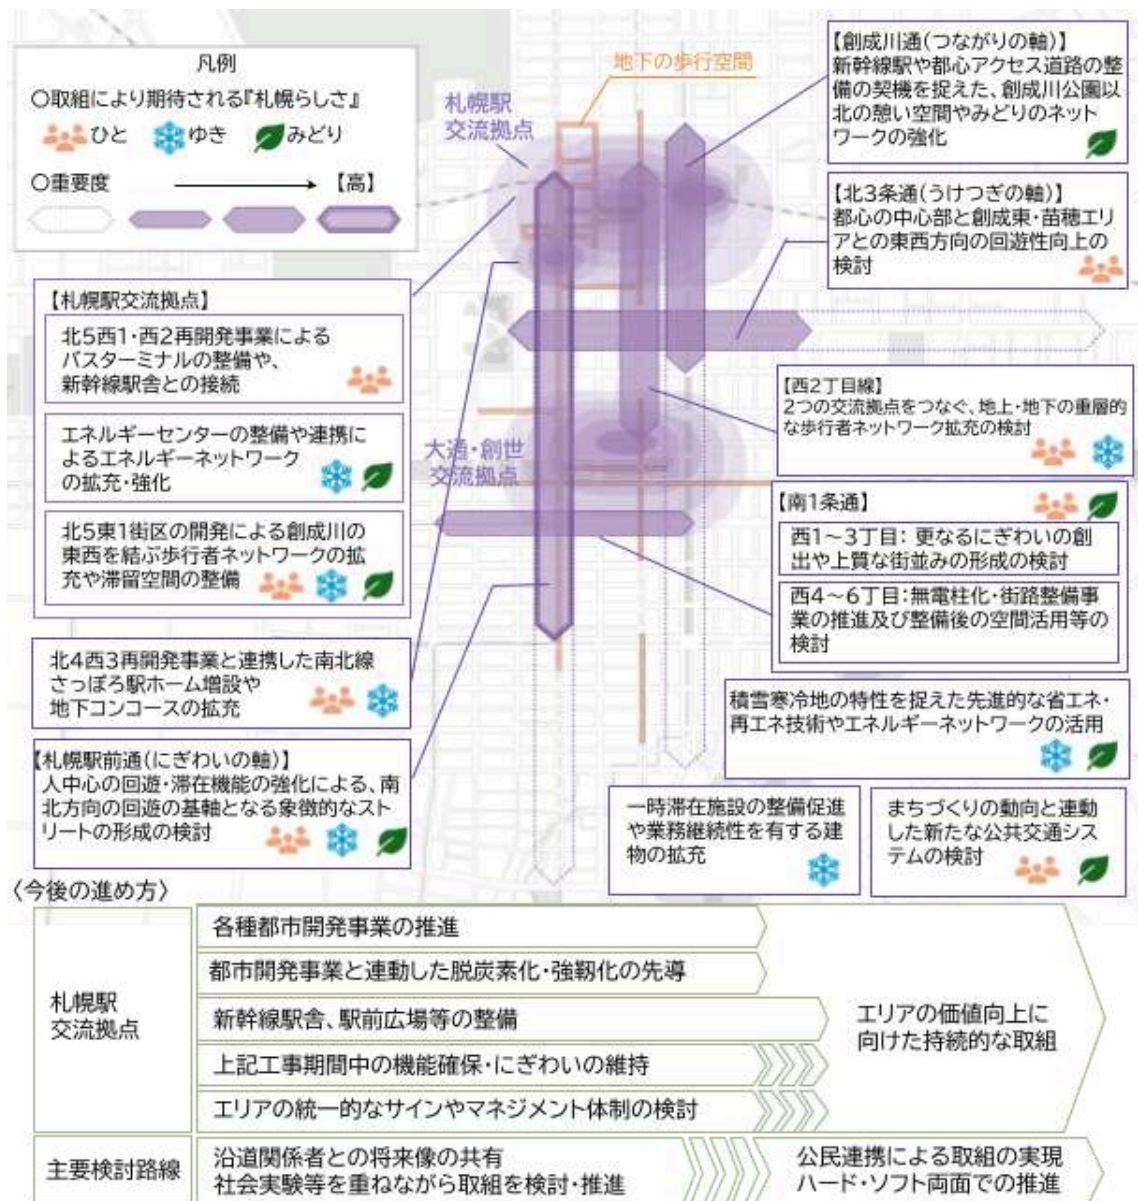 凡例
○取組により期待される『札幌らしさ』
ひと ゆき みどり
○重要度 【高】
地下の歩行空間
札幌駅
交流拠点
大通・創世
交流拠点
【札幌駅交流拠点】
北5西1・西2再開発事業による
バスターミナルの整備や、
新幹線駅舎との接続
エネルギーセンターの整備や連携に
よるエネルギーネットワーク
の拡充・強化
北5東1街区の開発による創成川の
東西を結ぶ歩行者ネットワークの拡
充や滞留空間の整備
北4西3再開発事業と連携した南北線
さっぽろ駅ホーム増設や
地下コンコースの拡充
【札幌駅前通(にぎわいの軸)】
人中心の回遊・滞在機能の強化による、南
北方向の回遊の基軸となる象徴的なスト
リートの形成の検討
【創成川通(つながりの軸)】
新幹線駅や都心アクセス道路の整
備の契機を捉えた、創成川公園以
北の憩い空間やみどりのネット
ワークの強化
【北3条通(うけつぎの軸)】
都心の中心部と創成東・苗穂エリ
アとの東西方向の回遊性向上の
検討
【西2丁目線】
2つの交流拠点をつなぐ、地上・地下の重層的
な歩行者ネットワーク拡充の検討
【南1条通】
西1~3丁目: 更なるにぎわいの創
出や上質な街並みの形成の検討
西4~6丁目:無電柱化・街路整備事
業の推進及び整備後の空間活用等の
検討
積雪寒冷地の特性を捉えた先進的な省エネ・
再エネ技術やエネルギーネットワークの活用
一時滞在施設の整備促進
や業務継続性を有する建
物の拡充
まちづくりの動向と連動
した新たな公共交通シス
テムの検討
〈今後の進め方〉
札幌駅
交流拠点
各種都市開発事業の推進
都市開発事業と連動した脱炭素化・強靱化の先導
新幹線駅舎、駅前広場等の整備
上記工事期間中の機能確保・にぎわいの維持
エリアの統一的なサインやマネジメント体制の検討
エリアの価値向上に
向けた持続的な取組
主要検討路線
沿道関係者との将来像の共有
社会実験等を重ねながら取組を検討・推進
公民連携による取組の実現
ハード・ソフト両面での推進